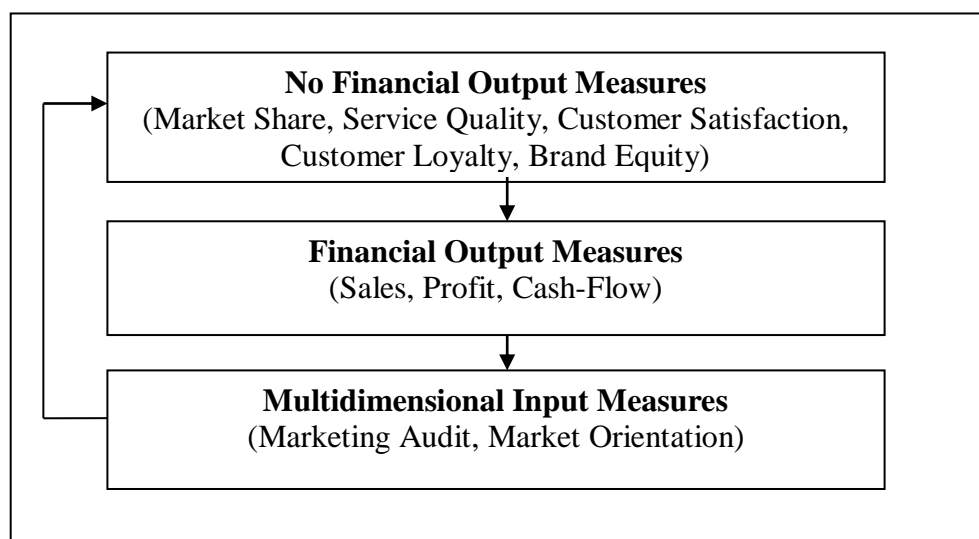 No Financial Output Measures
(Market Share, Service Quality, Customer Satisfaction,
Customer Loyalty, Brand Equity)
Financial Output Measures
(Sales, Profit, Cash-Flow)
Multidimensional Input Measures
(Marketing Audit, Market Orientation)